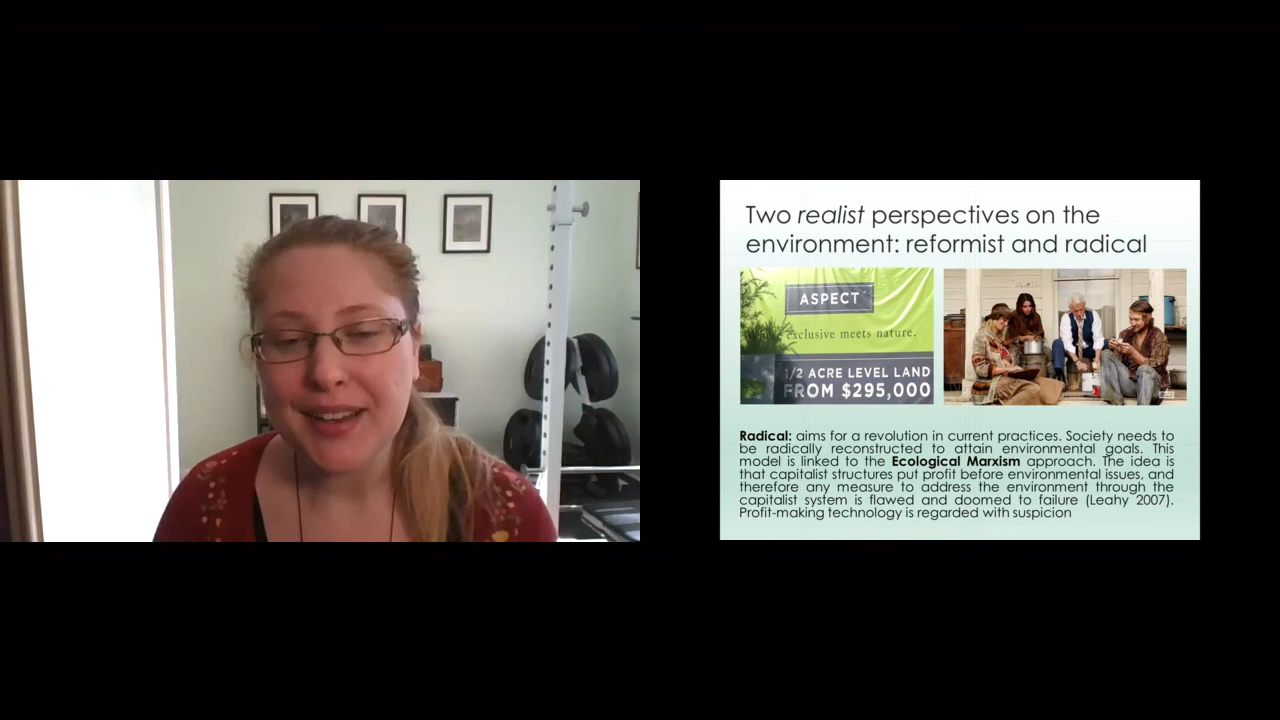 Two realist perspectives on the
environment: reformist and radical
ASPECT
exclusive meets nature.
1/2 ACRE LEVEL LAND
FROM $295,000
Radical: aims for a revolution in current practices. Society needs to
be radically reconstructed to attain environmental goals. This
model is linked to the Ecological Marxism approach. The idea is
that capitalist structures put profit before environmental issues, and
therefore any measure to address the environment through the
capitalist system is flawed and doomed to failure (Leahy 2007).
Profit-making technology is regarded with suspicion